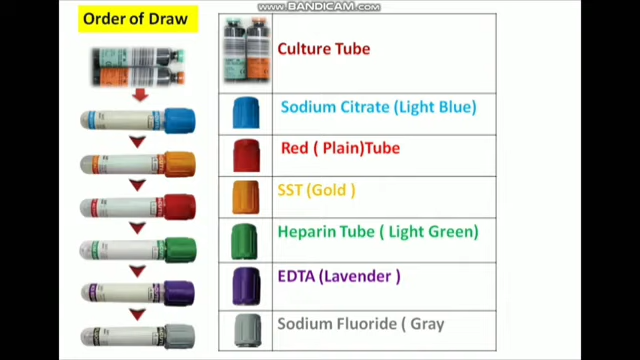 WWW.BANDICAM.COM
Order of Draw
Culture Tube
Sodium Citrate (Light Blue)
Red ( Plain)Tube
SST (Gold )
Heparin Tube ( Light Green)
EDTA (Lavender )
Sodium Fluoride ( Gray